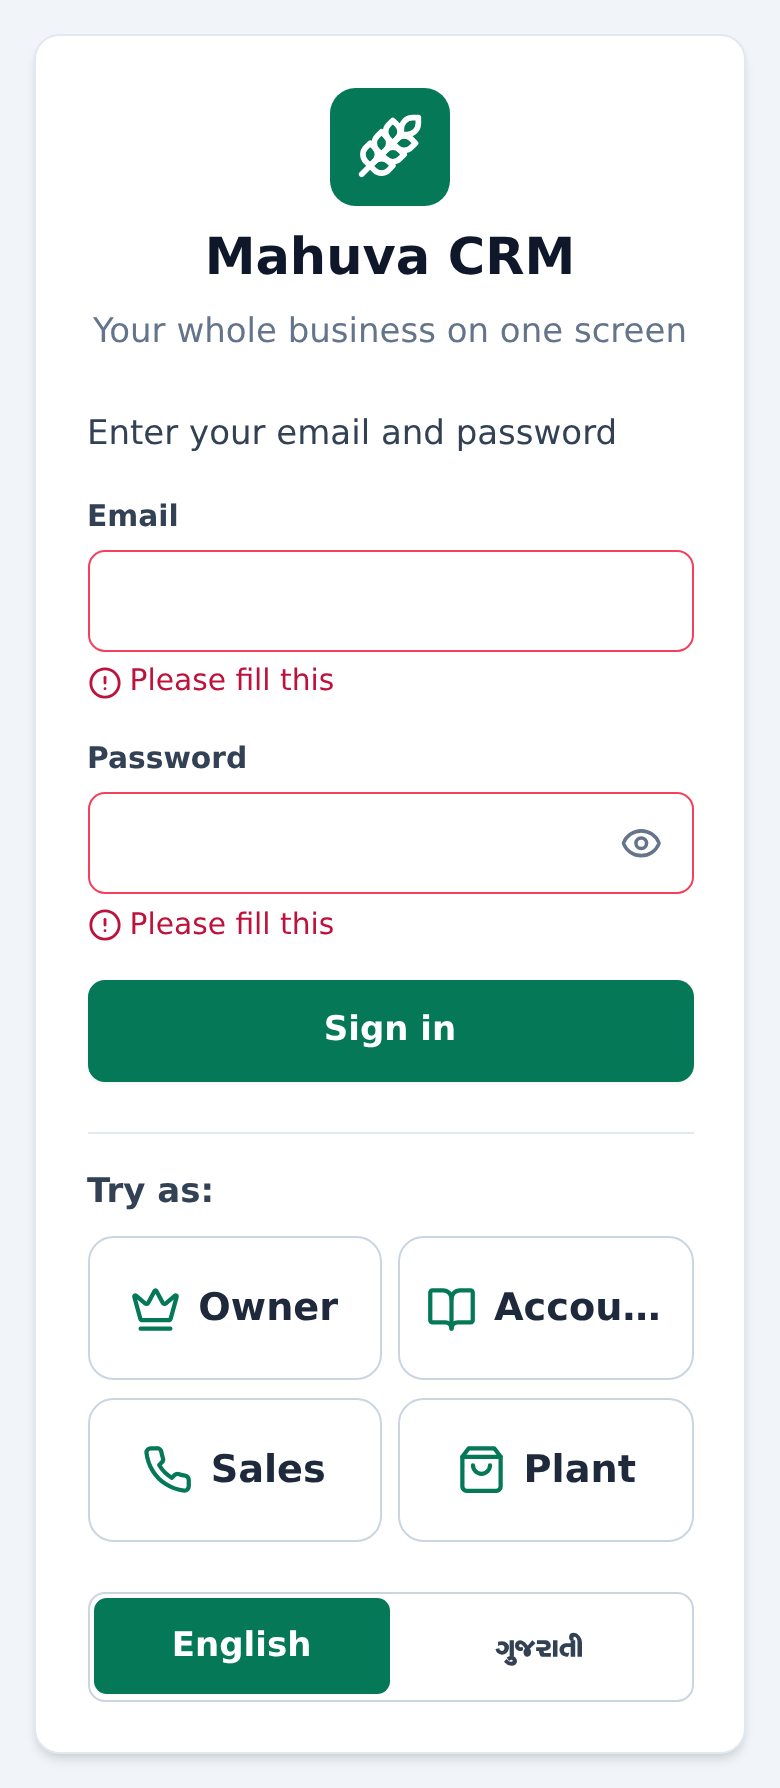 Mahuva CRM
Your whole business on one screen
Enter your email and password
Email
Please fill this
Password
Please fill this
Sign in
Try as:
Owner
Accou...
Sales
Plant
English
ગુજરાતી